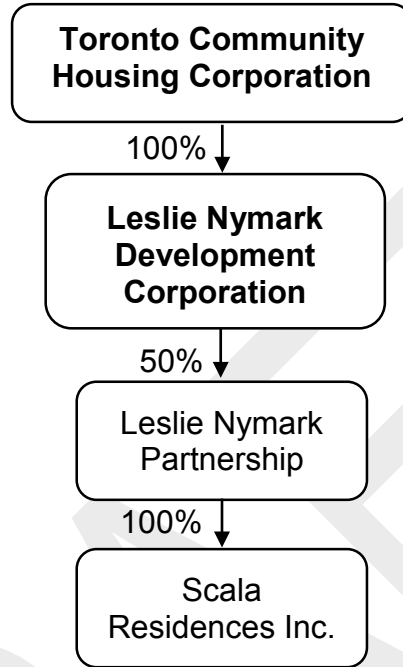 Toronto Community
Housing Corporation
100%
Leslie Nymark
Development
Corporation
50%
Leslie Nymark
Partnership
100%
Scala
Residences Inc.